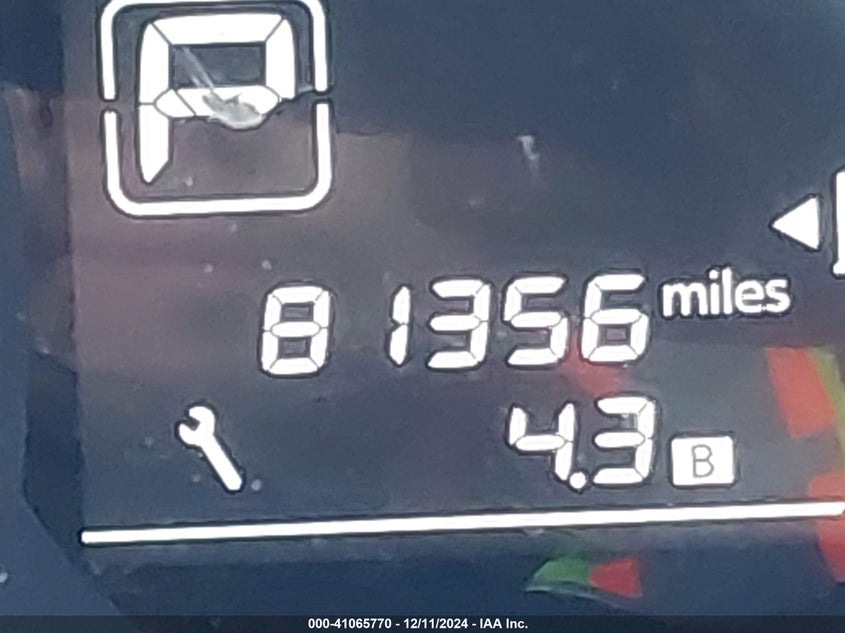 P
81356 miles
4.3 B
000-41065770 - 12/11/2024 - IAA Inc.